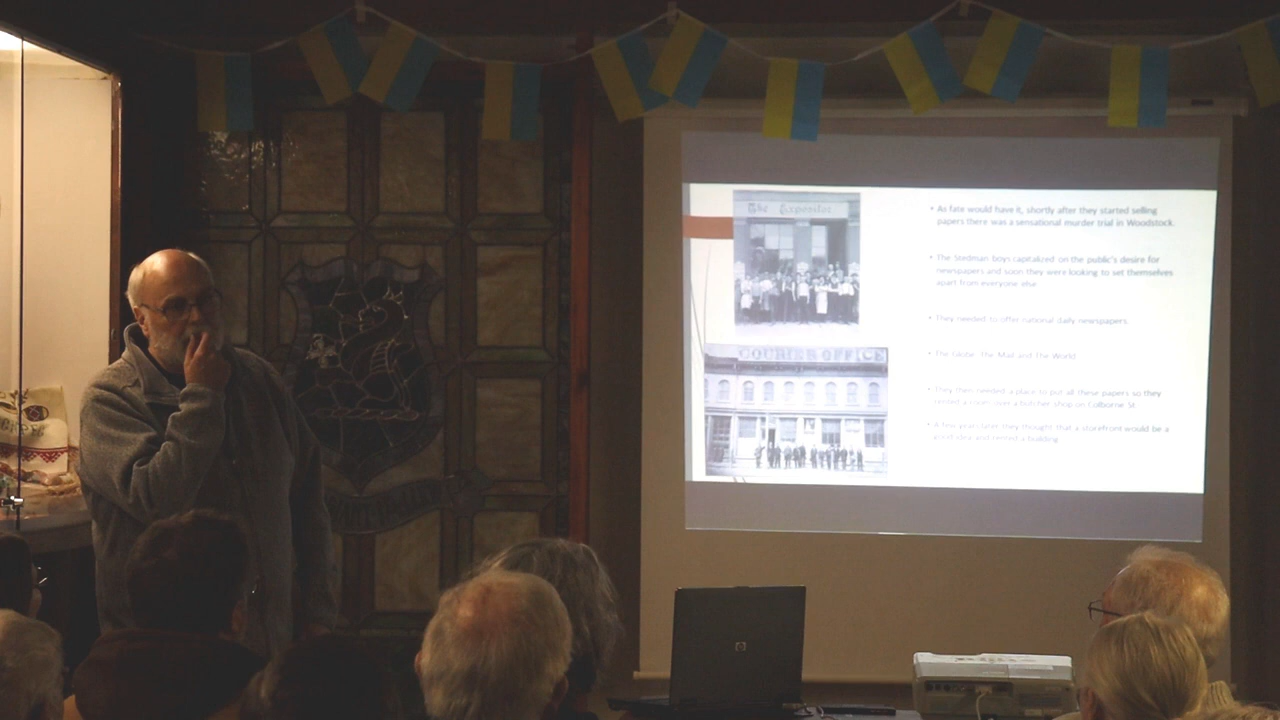 The Expositor
COURIER OFFICE
• As fate would have it, shortly after they started selling
papers there was a sensational murder trial in Woodstock.
• The Stedman boys capitalized on the public's desire for
newspapers and soon they were looking to set themselves
apart from everyone else
• They needed to offer national daily newspapers
• The Globe, The Mail and The World
• They then needed a place to put all these papers so they
rented a room over a butcher shop on Colborne St
• A few years later they thought that a storefront would be a
good idea and rented a building
hp